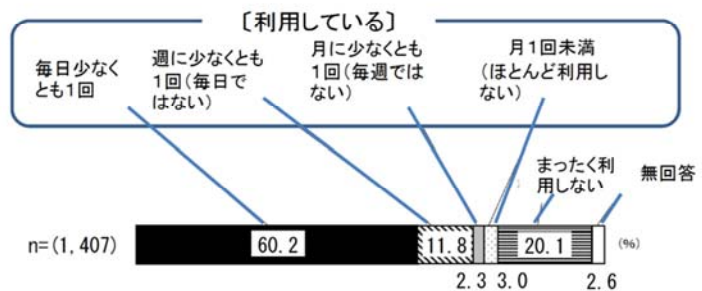 〔利用している〕
毎日少なく
とも1回
週に少なくとも
1回(毎日で
はない)
月に少なくとも
1回(毎週では
ない)
月1回未満
(ほとんど利用し
ない)
まったく利
用しない
無回答
n=(1,407)
60.2
11.8
20.1
(%)
2.3
3.0
2.6